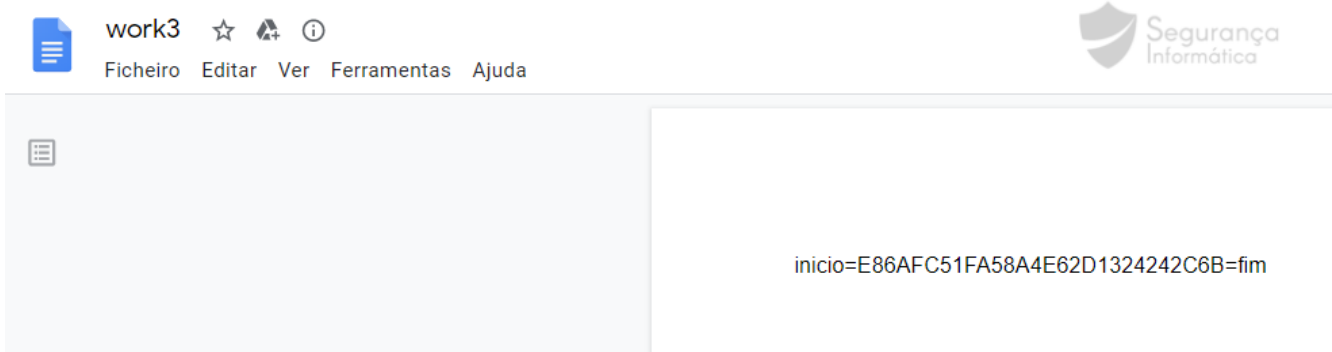 work3
Segurança
Informática
Ficheiro Editar Ver Ferramentas Ajuda
inicio=E86AFC51FA58A4E62D1324242C6B=fim